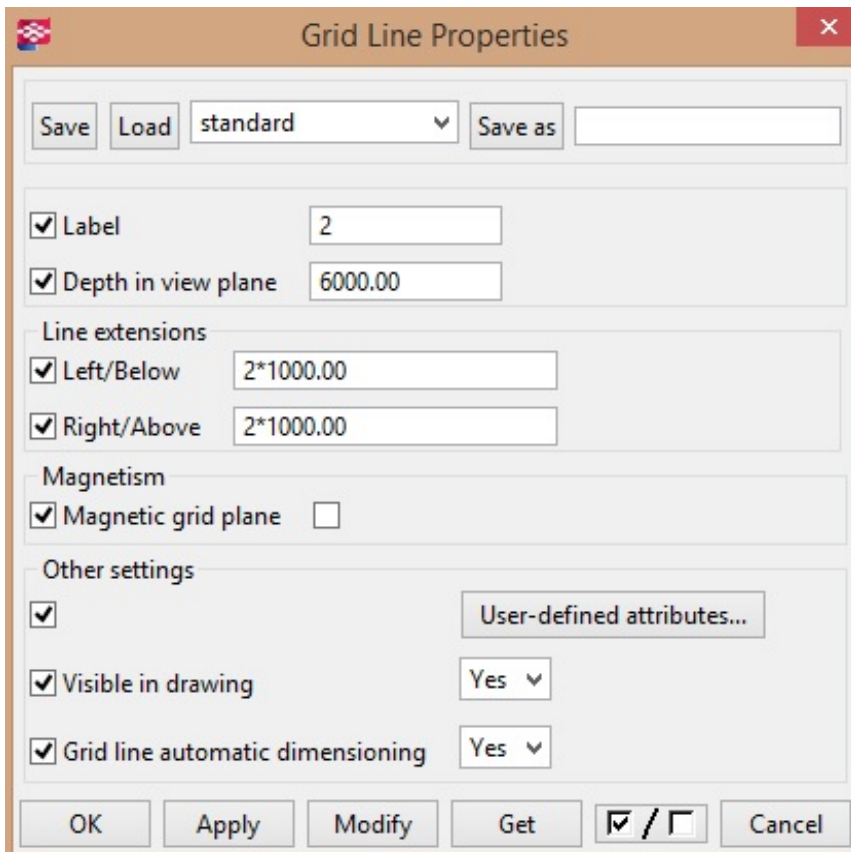 Grid Line Properties
Save Load standard Save as
Label 2
Depth in view plane 6000.00
Line extensions
Left/Below 2*1000.00
Right/Above 2*1000.00
Magnetism
Magnetic grid plane
Other settings
User-defined attributes...
Visible in drawing Yes
Grid line automatic dimensioning Yes
OK Apply Modify Get / Cancel